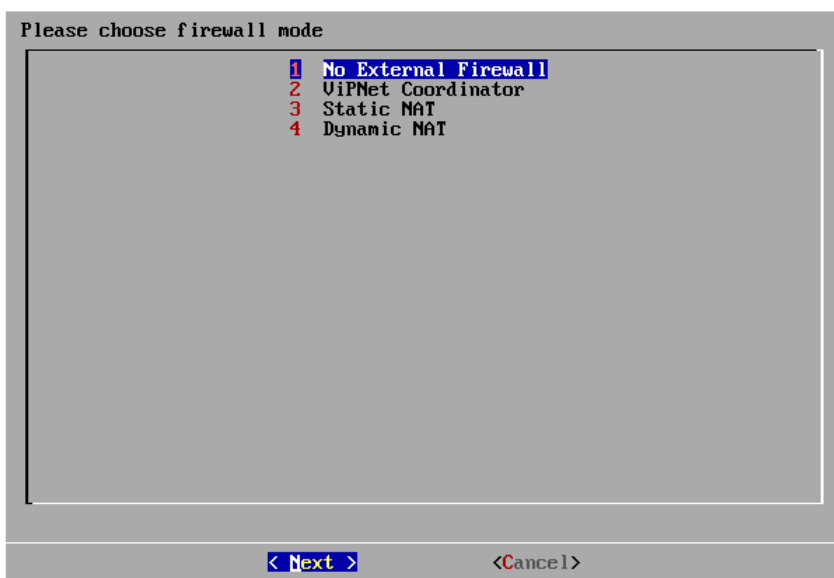 Please choose firewall mode
1 No External Firewall
2 ViPNet Coordinator
3 Static NAT
4 Dynamic NAT
< Next > <Cancel>